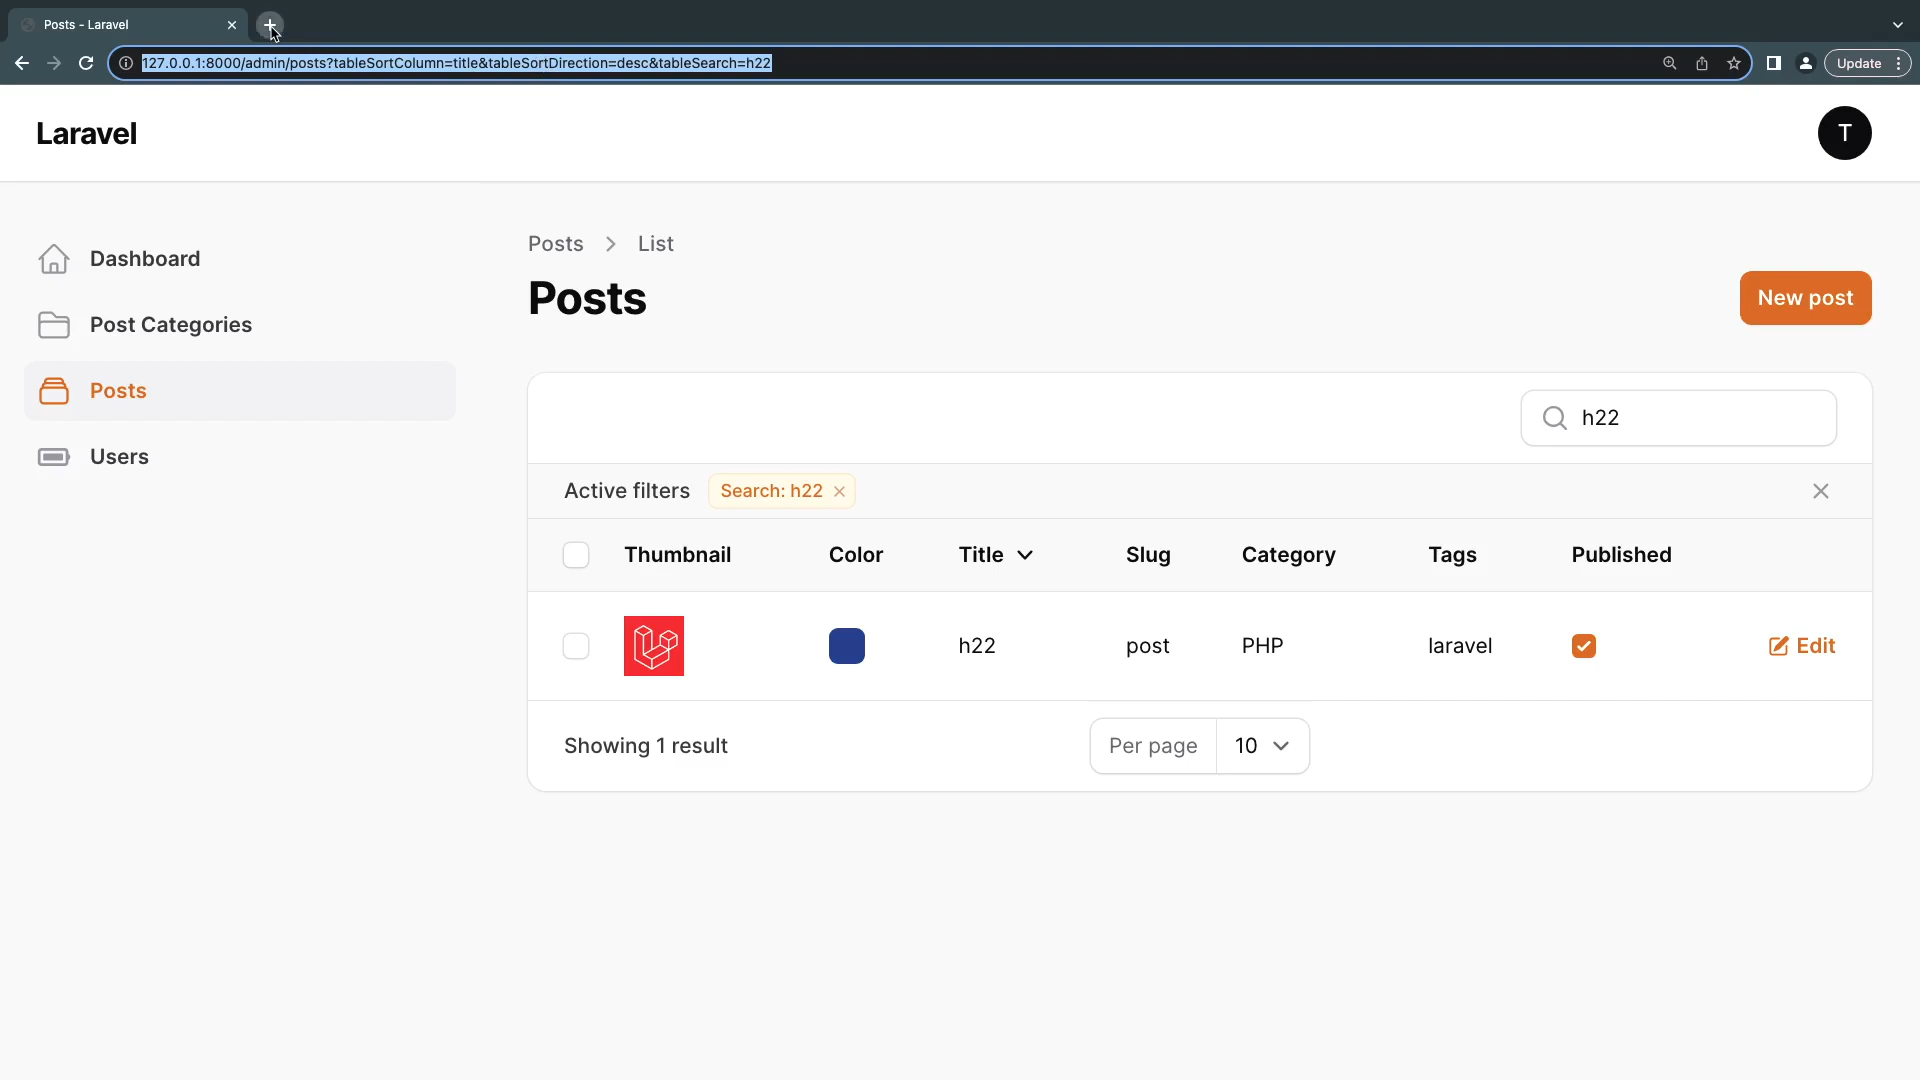 Posts - Laravel
127.0.0.1:8000/admin/posts?tableSortColumn=title&tableSortDirection=desc&tableSearch=h22
Update
Laravel
T
Dashboard
Post Categories
Posts
Users
Posts > List
Posts
New post
h22
Active filters Search: h22
Thumbnail Color Title Slug Category Tags Published
h22 post PHP laravel Edit
Showing 1 result Per page 10